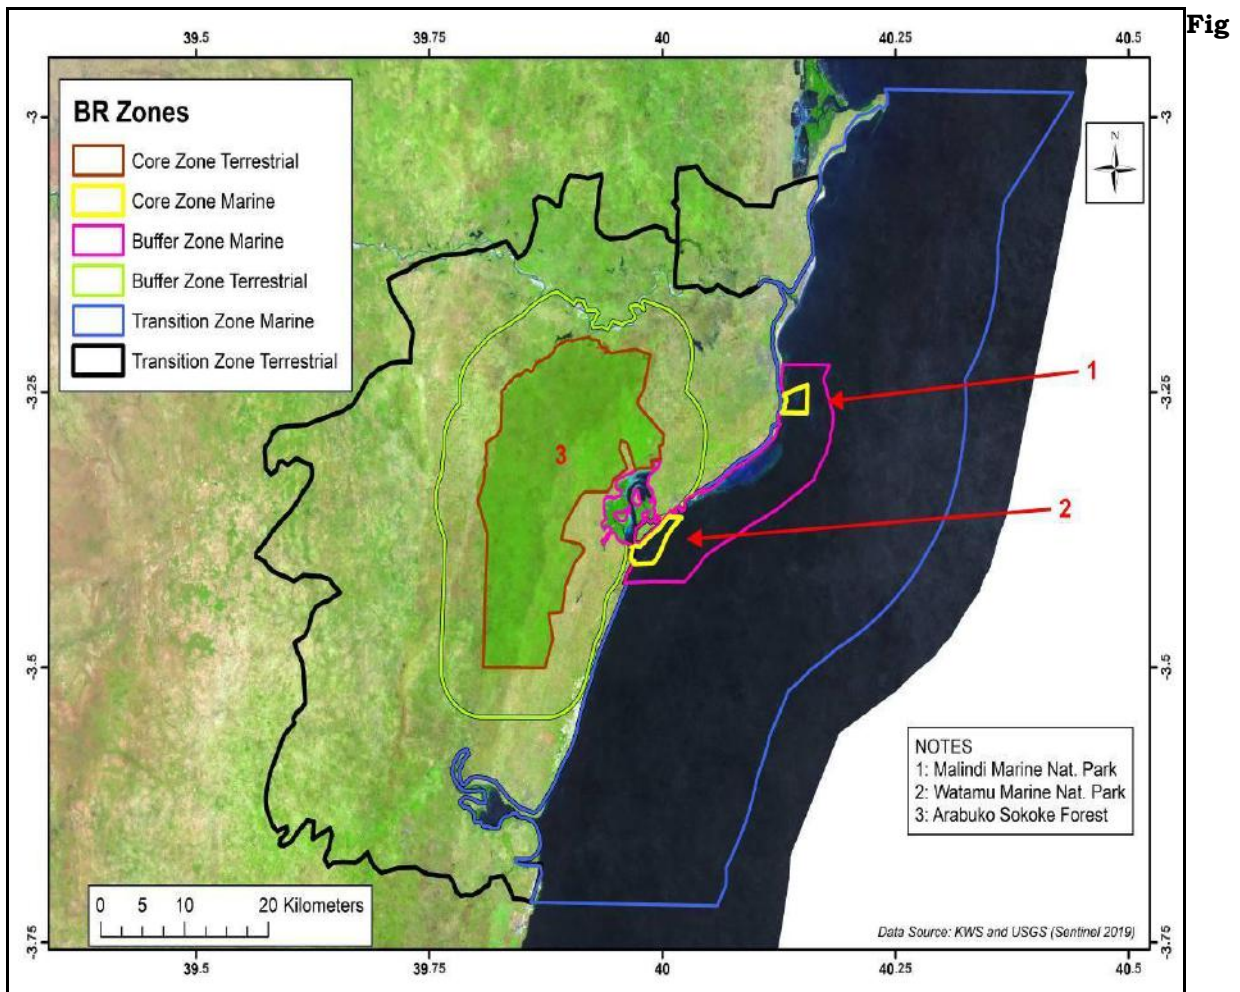 Fig
39.5 39.75 40 40.25 40.5
BR Zones
Core Zone Terrestrial
Core Zone Marine
Buffer Zone Marine
Buffer Zone Terrestrial
Transition Zone Marine
Transition Zone Terrestrial
N
-3 -3
-3.25 -3.25
1
3
2
-3.5 -3.5
NOTES
1: Malindi Marine Nat. Park
2: Watamu Marine Nat. Park
3: Arabuko Sokoke Forest
0 5 10 20 Kilometers
Data Source: KWS and USGS (Sentinel 2019)
-3.75 -3.75
39.5 39.75 40 40.25 40.5